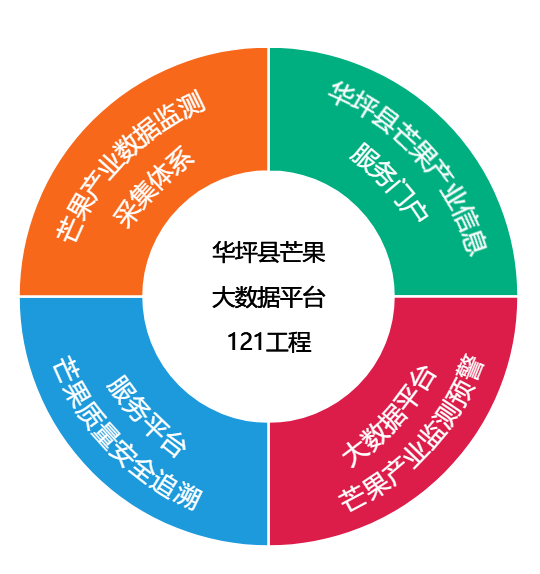 芒果产业数据监测
采集体系
华坪县芒果产业信息
服务门户
华坪县芒果
大数据平台
121工程
服务平台
芒果质量安全追溯
大数据平台
芒果产业监测预警